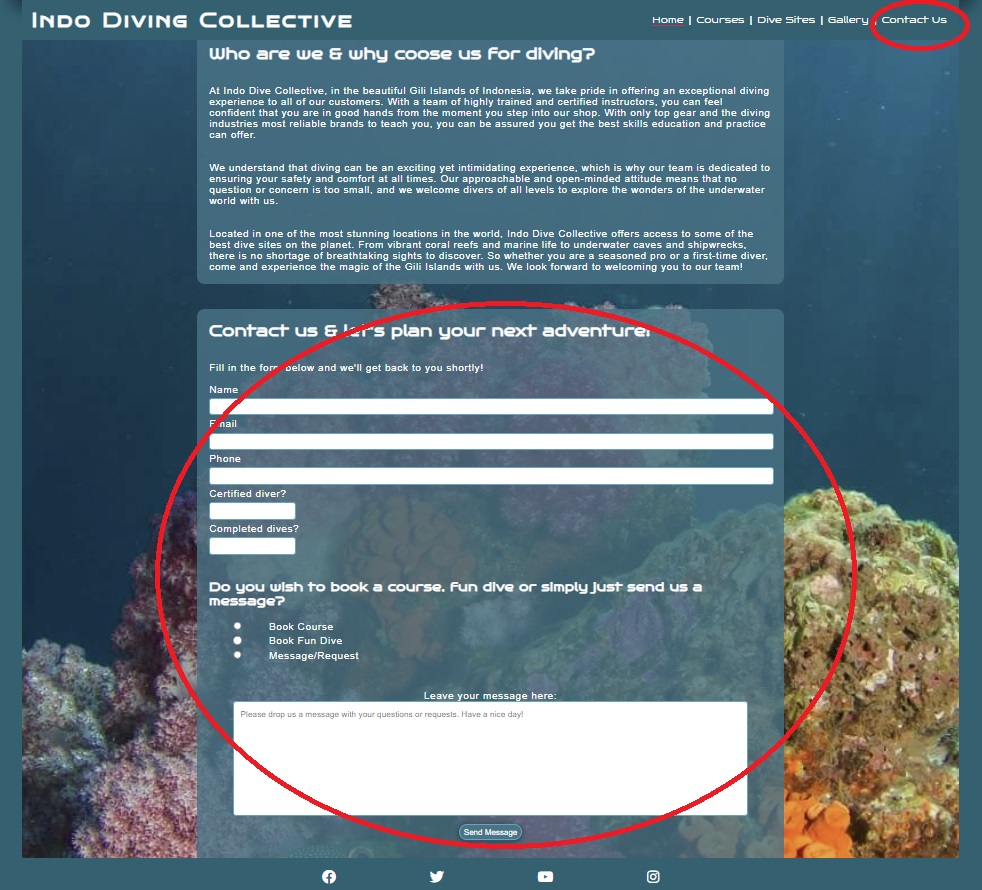 Indo Diving Collective
Home | Courses | Dive Sites | Gallery | Contact Us
Who are we & why coose us for diving?
At Indo Dive Collective, in the beautiful Gili Islands of Indonesia, we take pride in offering an exceptional diving
experience to all of our customers. With a team of highly trained and certified instructors, you can feel
confident that you are in good hands from the moment you step into our shop. With only top gear and the diving
industries most reliable brands to teach you, you can be assured you get the best skills education and practice
can offer.
We understand that diving can be an exciting yet intimidating experience, which is why our team is dedicated to
ensuring your safety and comfort at all times. Our approachable and open-minded attitude means that no
question or concern is too small, and we welcome divers of all levels to explore the wonders of the underwater
world with us.
Located in one of the most stunning locations in the world, Indo Dive Collective offers access to some of the
best dive sites on the planet. From vibrant coral reefs and marine life to underwater caves and shipwrecks,
there is no shortage of breathtaking sights to discover. So whether you are a seasoned pro or a first-time diver,
come and experience the magic of the Gili Islands with us. We look forward to welcoming you to our team!
Contact us & let's plan your next adventure!
Fill in the form below and we'll get back to you shortly!
Name
Email
Phone
Certified diver?
Completed dives?
Do you wish to book a course, fun dive or simply just send us a
message?
Book Course
Book Fun Dive
Message/Request
Leave your message here:
Please drop us a message with your questions or requests. Have a nice day!
Send Message